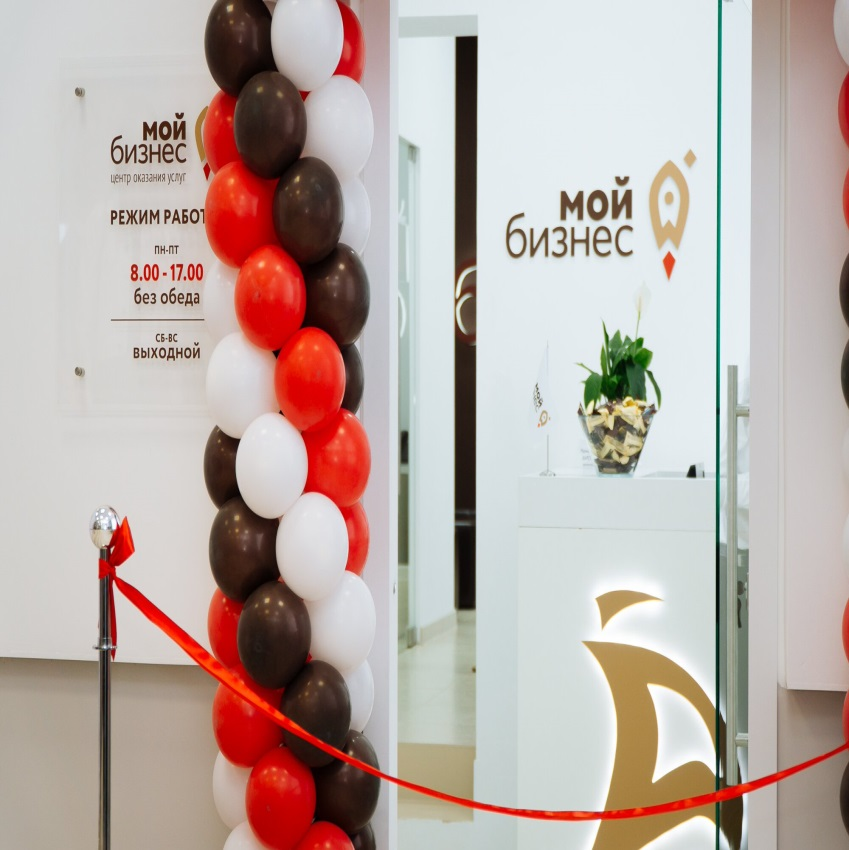 мой
бизнес
центр оказания услуг
РЕЖИМ РАБОТ
ПН-ПТ
8.00 - 17.00
без обеда
СБ-ВС
ВЫХОДНОЙ
мой
бизнес
мой